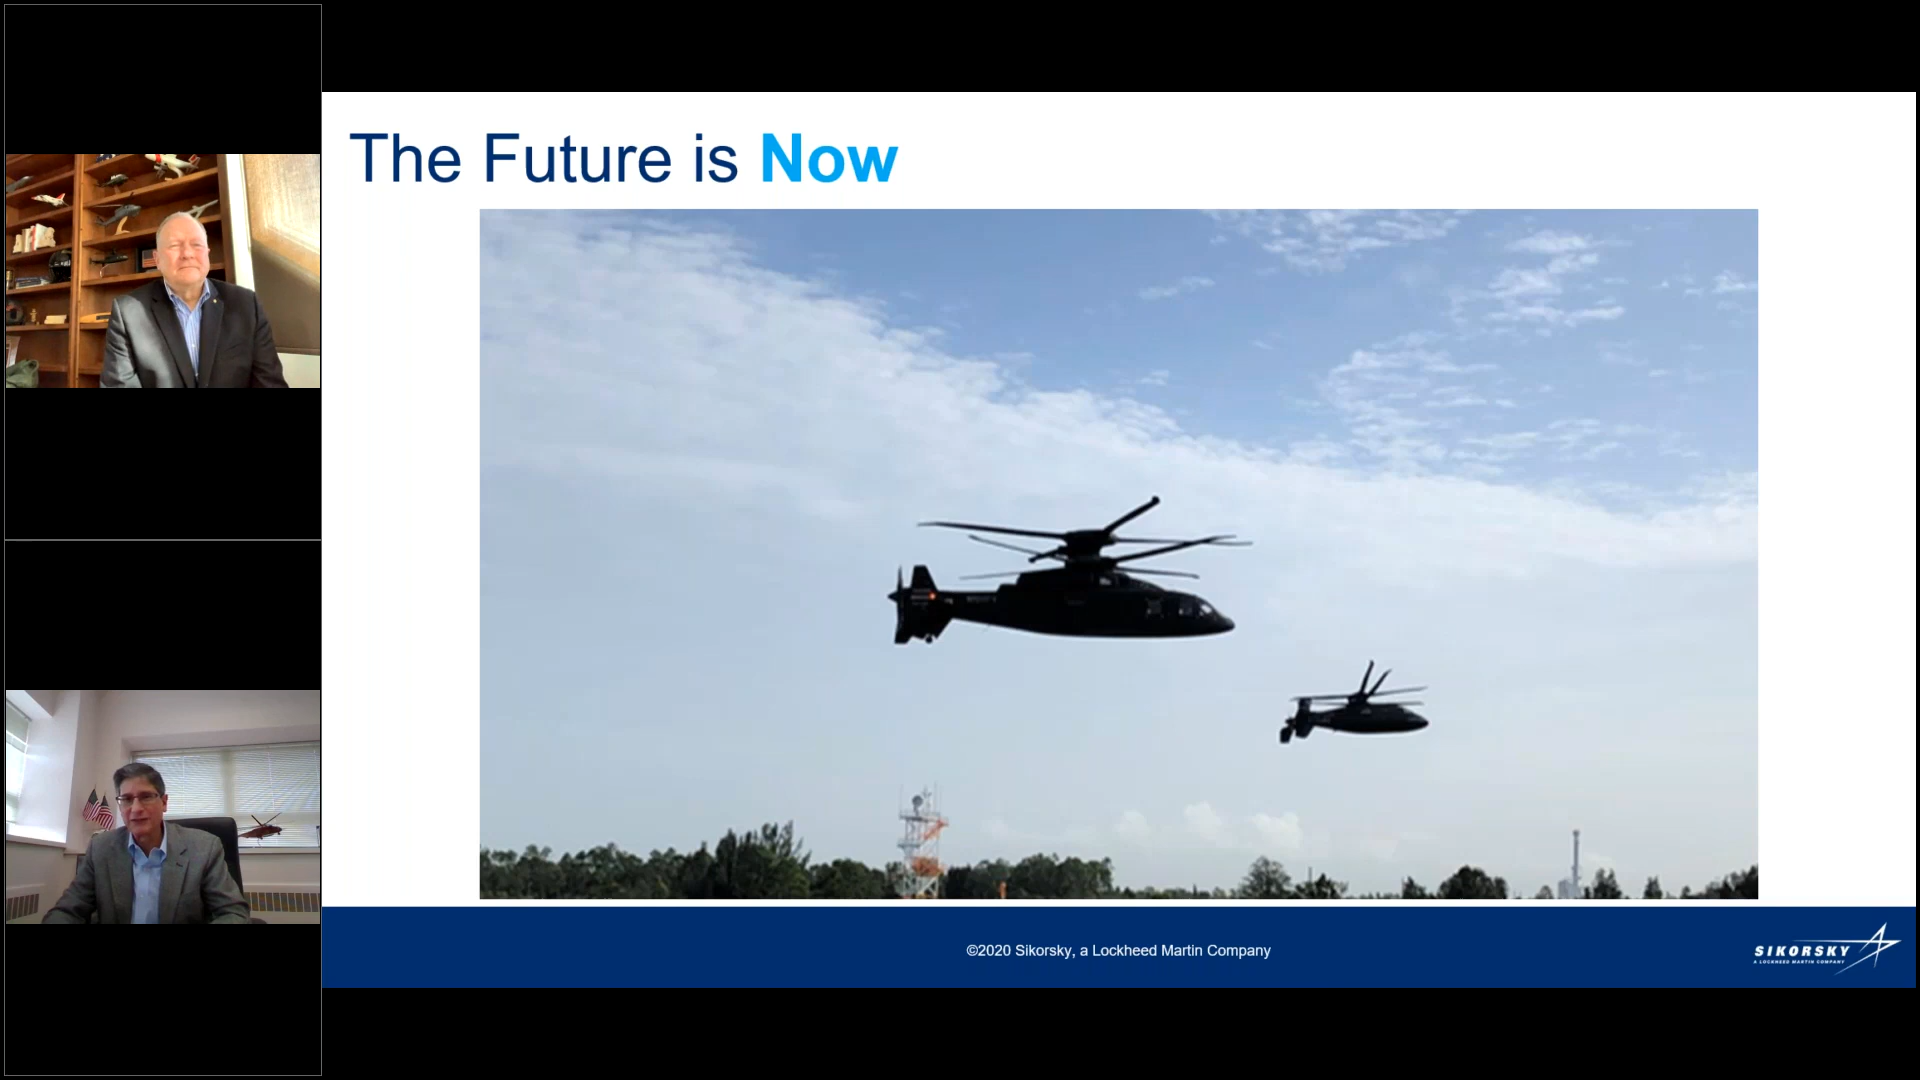 The Future is Now
©2020 Sikorsky, a Lockheed Martin Company
SIKORSKY
A LOCKHEED MARTIN COMPANY